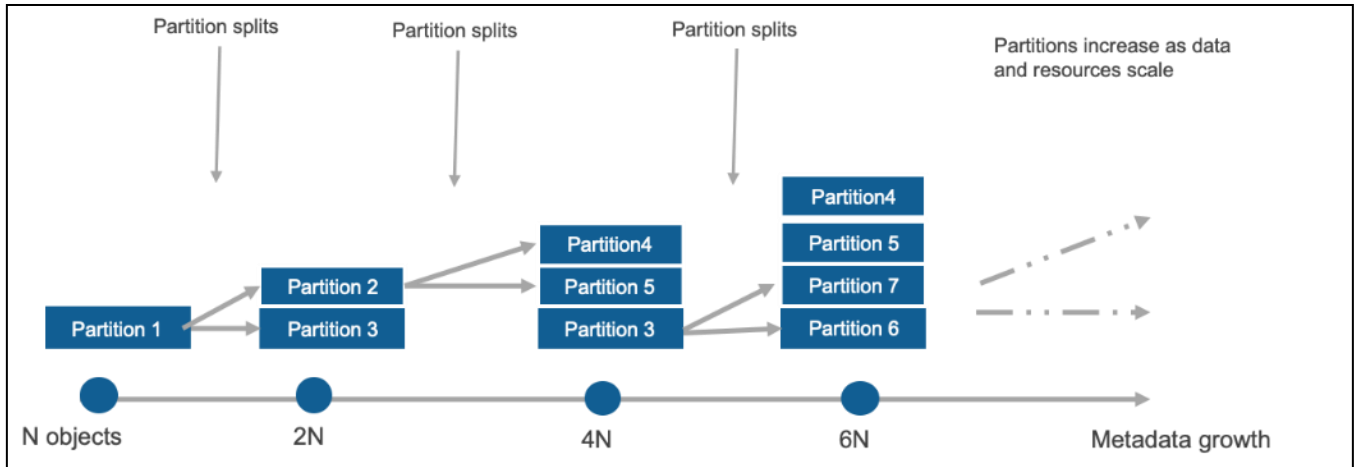 Partition splits
Partition splits
Partition splits
Partitions increase as data
and resources scale
Partition 1
Partition 2
Partition 3
Partition4
Partition 5
Partition 3
Partition4
Partition 5
Partition 7
Partition 6
N objects
2N
4N
6N
Metadata growth